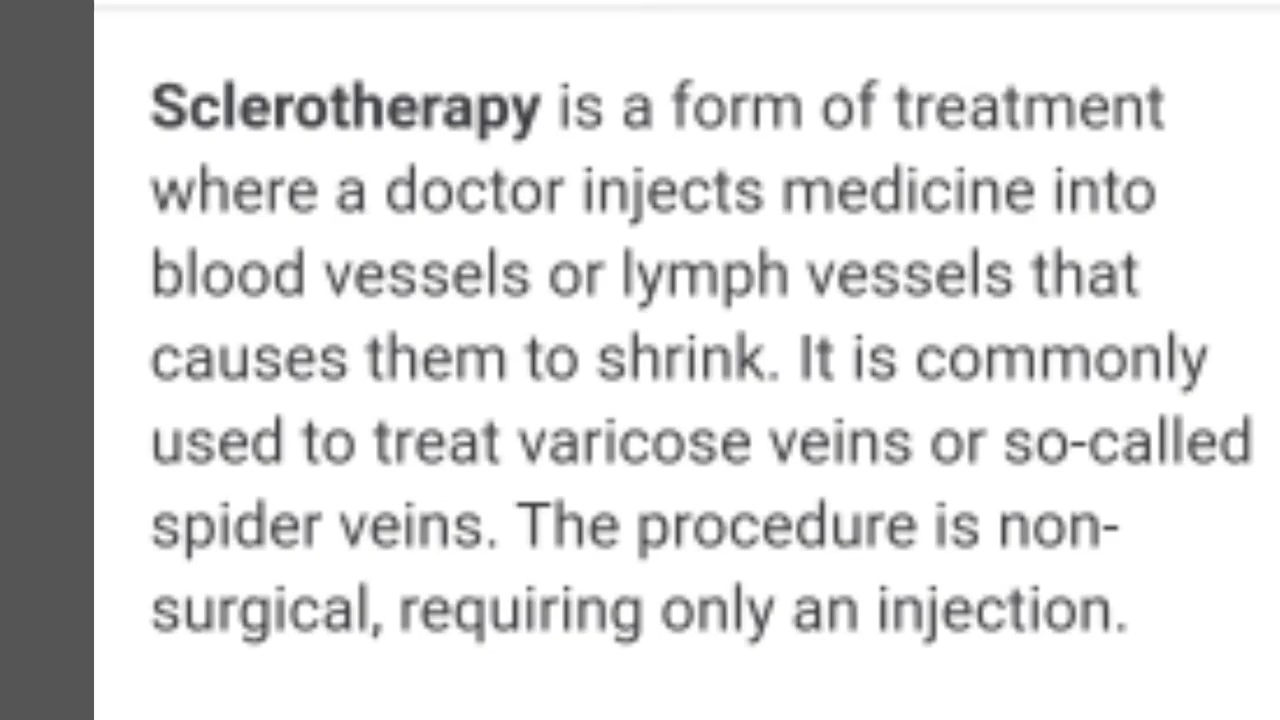 Sclerotherapy is a form of treatment
where a doctor injects medicine into
blood vessels or lymph vessels that
causes them to shrink. It is commonly
used to treat varicose veins or so-called
spider veins. The procedure is non-
surgical, requiring only an injection.